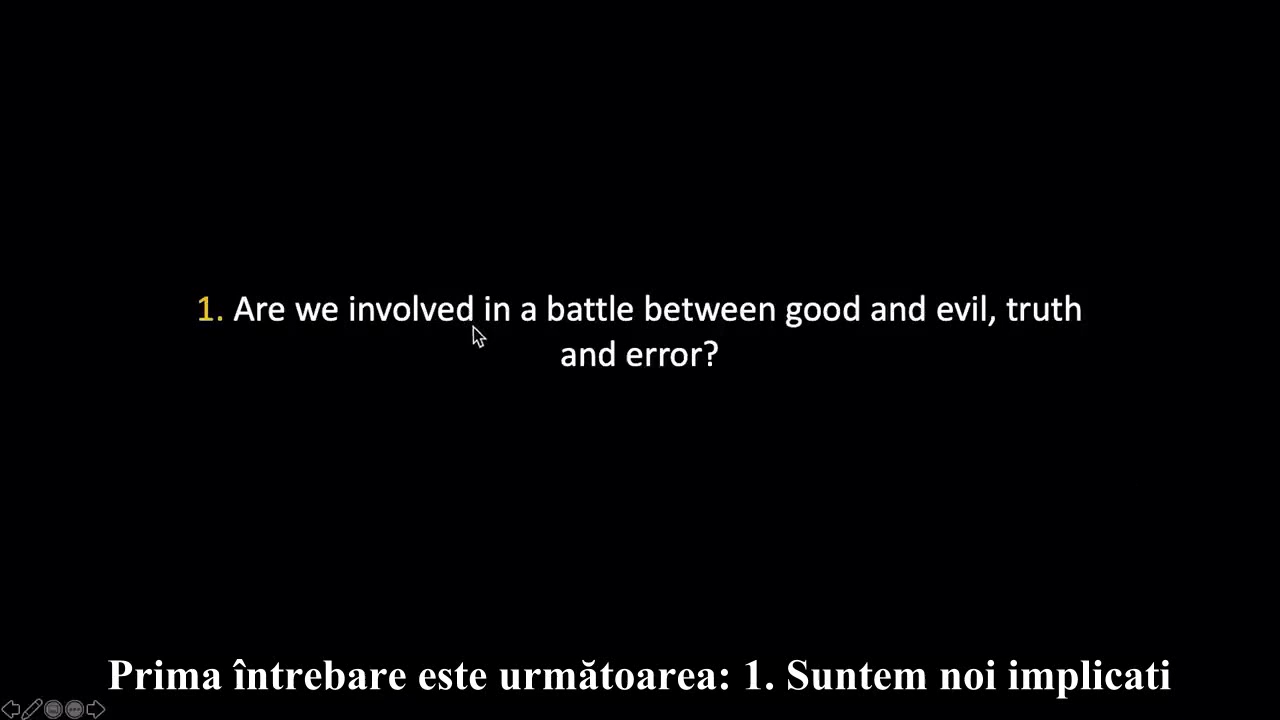 1. Are we involved in a battle between good and evil, truth
and error?
Prima întrebare este următoarea: 1. Suntem noi implicati